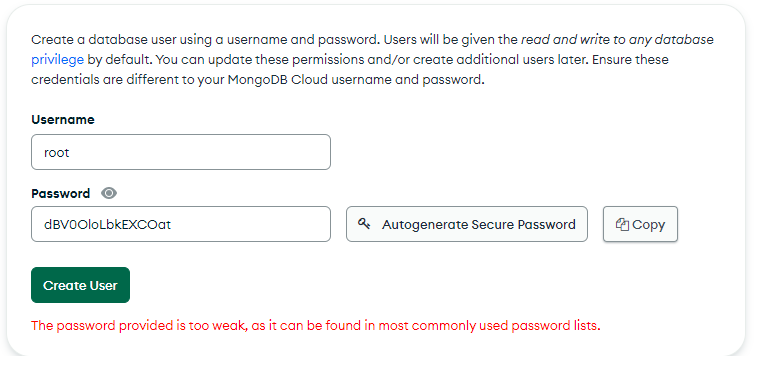 Create a database user using a username and password. Users will be given the read and write to any database
privilege by default. You can update these permissions and/or create additional users later. Ensure these
credentials are different to your MongoDB Cloud username and password.
Username
root
Password
dBV0OloLbkEXCOat
Autogenerate Secure Password
Copy
Create User
The password provided is too weak, as it can be found in most commonly used password lists.